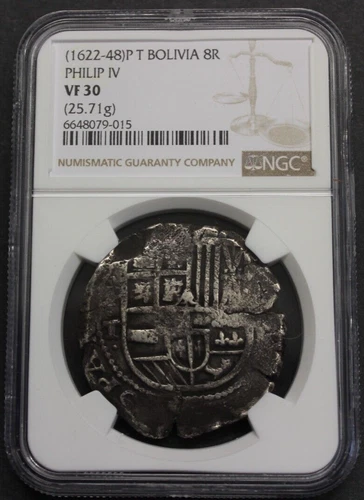 (1622-48)P T BOLIVIA 8R
PHILIP IV
VF 30
(25.71g)
6648079-015
NUMISMATIC GUARANTY COMPANY
NGC®
T